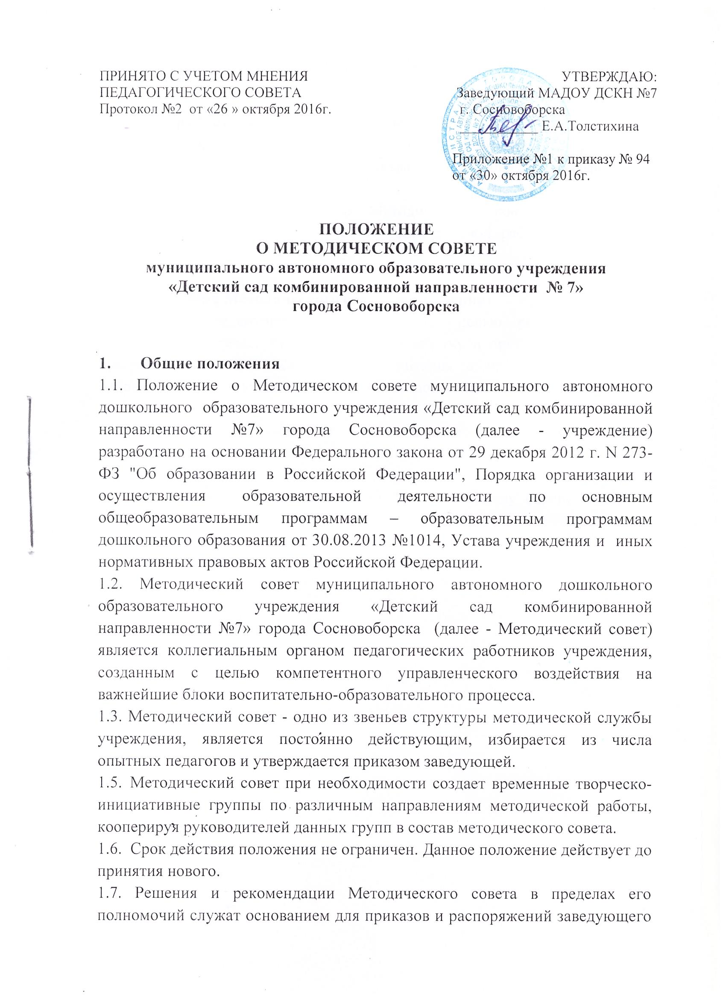 ПРИНЯТО С УЧЕТОМ МНЕНИЯ
ПЕДАГОГИЧЕСКОГО СОВЕТА
Протокол №2 от «26 » октября 2016г.
УТВЕРЖДАЮ:
Заведующий МАДОУ ДСКН №7
г. Сосновоборска
____________ Е.А.Толстихина
Приложение №1 к приказу № 94
от «30» октября 2016г.
ПОЛОЖЕНИЕ
О МЕТОДИЧЕСКОМ СОВЕТЕ
муниципального автономного образовательного учреждения
«Детский сад комбинированной направленности № 7»
города Сосновоборска
1. Общие положения
1.1. Положение о Методическом совете муниципального автономного
дошкольного образовательного учреждения «Детский сад комбинированной
направленности №7» города Сосновоборска (далее - учреждение)
разработано на основании Федерального закона от 29 декабря 2012 г. N 273-
ФЗ "Об образовании в Российской Федерации", Порядка организации и
осуществления образовательной деятельности по основным
общеобразовательным программам – образовательным программам
дошкольного образования от 30.08.2013 №1014, Устава учреждения и иных
нормативных правовых актов Российской Федерации.
1.2. Методический совет муниципального автономного дошкольного
образовательного учреждения «Детский сад комбинированной
направленности №7» города Сосновоборска (далее - Методический совет)
является коллегиальным органом педагогических работников учреждения,
созданным с целью компетентного управленческого воздействия на
важнейшие блоки воспитательно-образовательного процесса.
1.3. Методический совет - одно из звеньев структуры методической службы
учреждения, является постоянно действующим, избирается из числа
опытных педагогов и утверждается приказом заведующей.
1.5. Методический совет при необходимости создает временные творческо-
инициативные группы по различным направлениям методической работы,
кооперируя руководителей данных групп в состав методического совета.
1.6. Срок действия положения не ограничен. Данное положение действует до
принятия нового.
1.7. Решения и рекомендации Методического совета в пределах его
полномочий служат основанием для приказов и распоряжений заведующего